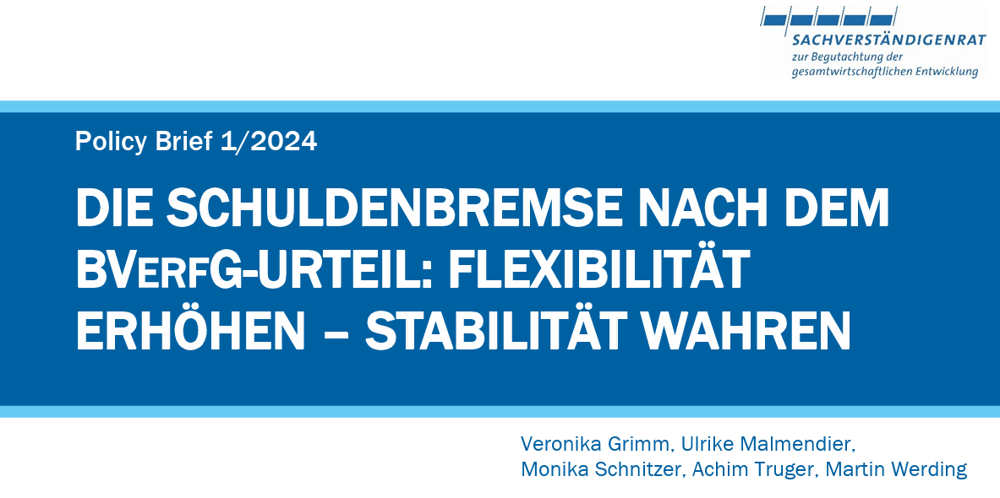 SACHVERSTÄNDIGENRAT
zur Begutachtung der
gesamtwirtschaftlichen Entwicklung
Policy Brief 1/2024
DIE SCHULDENBREMSE NACH DEM
BVERFG-URTEIL: FLEXIBILITÄT
ERHÖHEN – STABILITÄT WAHREN
Veronika Grimm, Ulrike Malmendier,
Monika Schnitzer, Achim Truger, Martin Werding